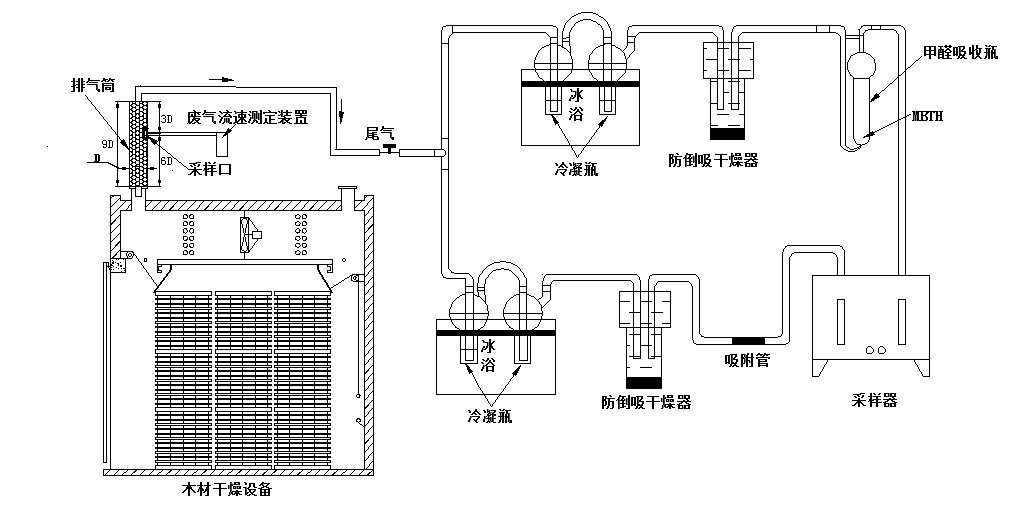 排气筒
3D
9D
D
6D
废气流速测定装置
采样口
尾气
冰
浴
冷凝瓶
防倒吸干燥器
甲醛吸收瓶
MBTH
冰
浴
冷凝瓶
防倒吸干燥器
吸附管
采样器
木材干燥设备